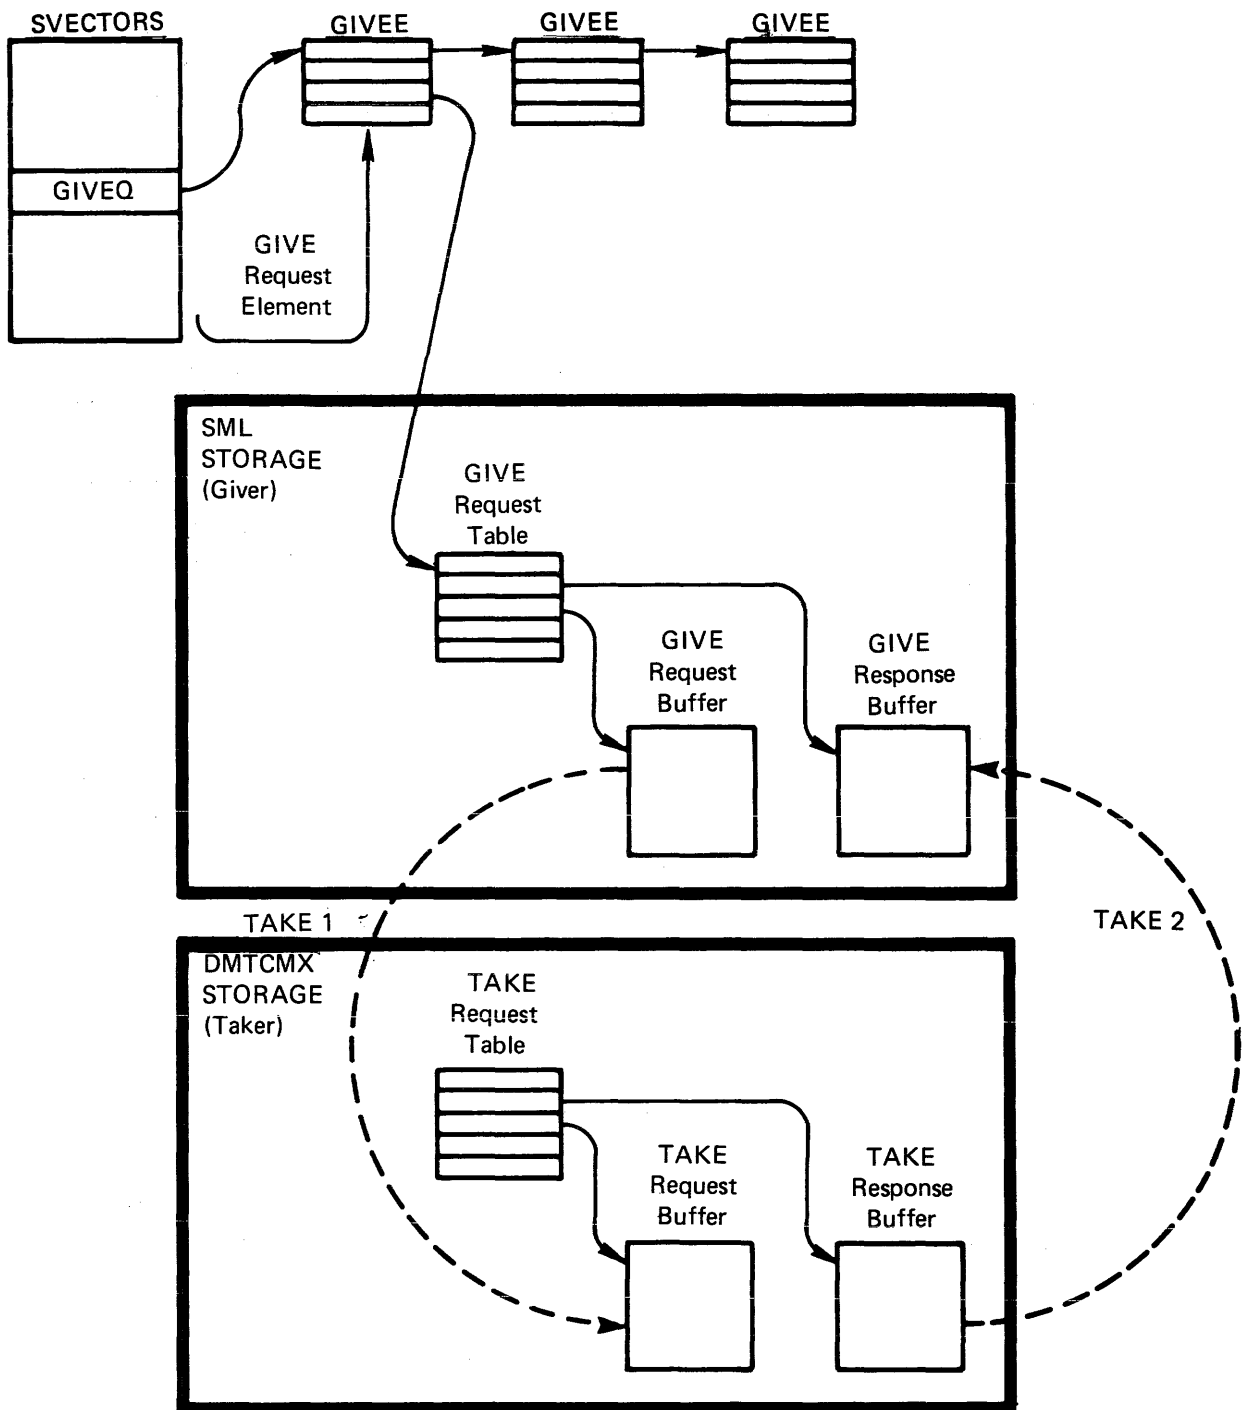 SVECTORS
GIVEE
GIVEE
GIVEE
GIVEQ
GIVE
Request
Element
SML
STORAGE
(Giver)
GIVE
Request
Table
GIVE
Request
Buffer
GIVE
Response
Buffer
TAKE 1
TAKE 2
DMTCMX
STORAGE
(Taker)
TAKE
Request
Table
TAKE
Request
Buffer
TAKE
Response
Buffer